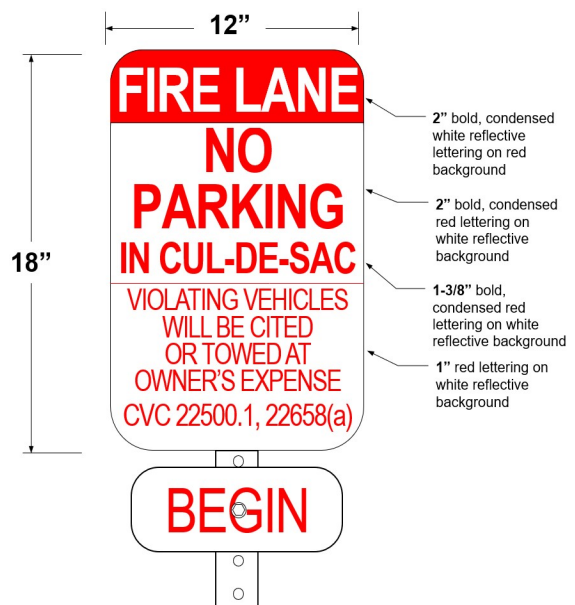 12”
FIRE LANE
NO
PARKING
IN CUL-DE-SAC
VIOLATING VEHICLES
WILL BE CITED
OR TOWED AT
OWNER’S EXPENSE
CVC 22500.1, 22658(a)
BEGIN
18”
2” bold, condensed
white reflective
lettering on red
background
2” bold, condensed
red lettering on
white reflective
background
1-3/8” bold,
condensed red
lettering on white
reflective background
1” red lettering on
white reflective
background